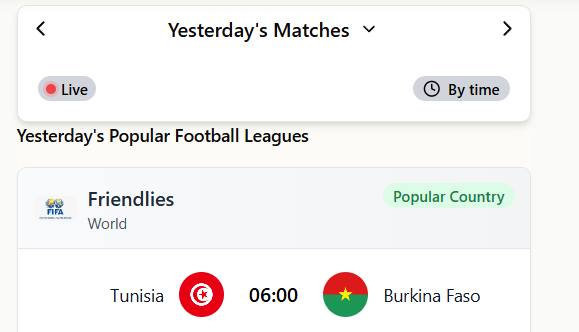 Yesterday's Matches
Live
By time
Yesterday's Popular Football Leagues
FIFA
Friendlies
Popular Country
World
Tunisia 06:00 Burkina Faso